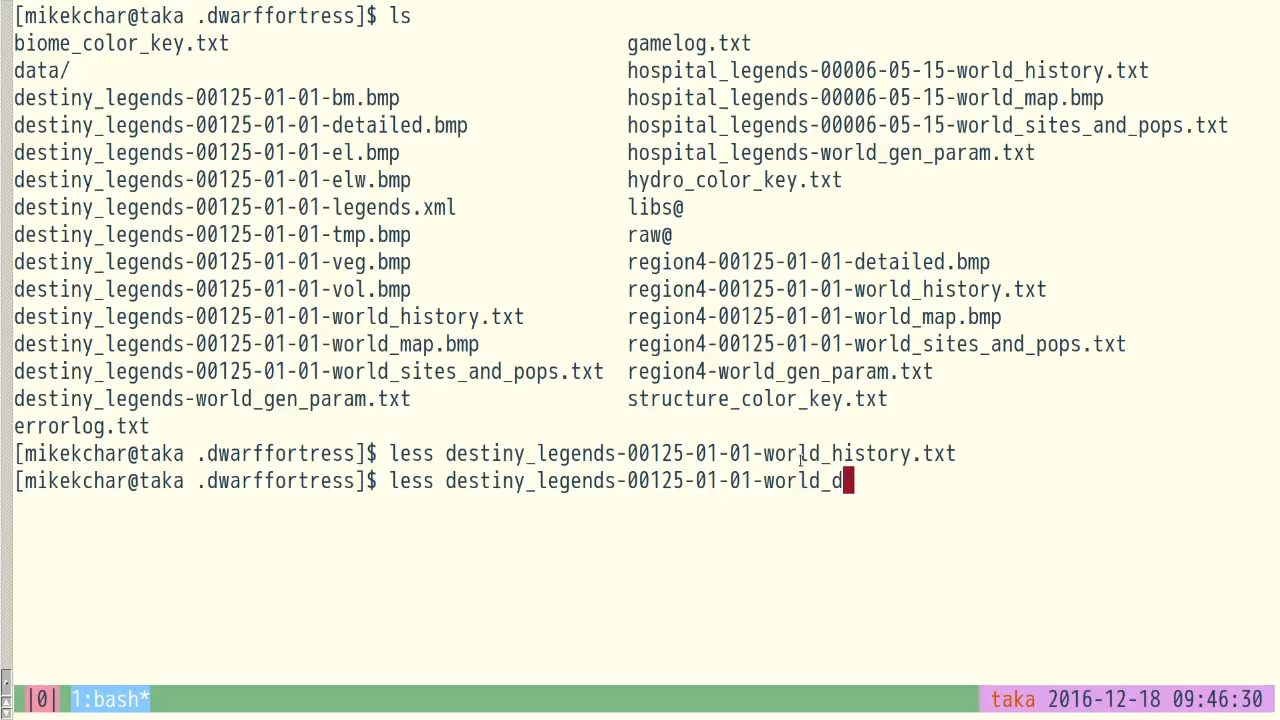 [mikekchar@taka .dwarffortress]$ ls
biome_color_key.txt gamelog.txt
data/ hospital_legends-00006-05-15-world_history.txt
destiny_legends-00125-01-01-bm.bmp hospital_legends-00006-05-15-world_map.bmp
destiny_legends-00125-01-01-detailed.bmp hospital_legends-00006-05-15-world_sites_and_pops.txt
destiny_legends-00125-01-01-el.bmp hospital_legends-world_gen_param.txt
destiny_legends-00125-01-01-elw.bmp hydro_color_key.txt
destiny_legends-00125-01-01-legends.xml libs@
destiny_legends-00125-01-01-tmp.bmp raw@
destiny_legends-00125-01-01-veg.bmp region4-00125-01-01-detailed.bmp
destiny_legends-00125-01-01-vol.bmp region4-00125-01-01-world_history.txt
destiny_legends-00125-01-01-world_history.txt region4-00125-01-01-world_map.bmp
destiny_legends-00125-01-01-world_map.bmp region4-00125-01-01-world_sites_and_pops.txt
destiny_legends-00125-01-01-world_sites_and_pops.txt region4-world_gen_param.txt
destiny_legends-world_gen_param.txt structure_color_key.txt
errorlog.txt
[mikekchar@taka .dwarffortress]$ less destiny_legends-00125-01-01-world_history.txt
[mikekchar@taka .dwarffortress]$ less destiny_legends-00125-01-01-world_d
|0| 1:bash* taka 2016-12-18 09:46:30